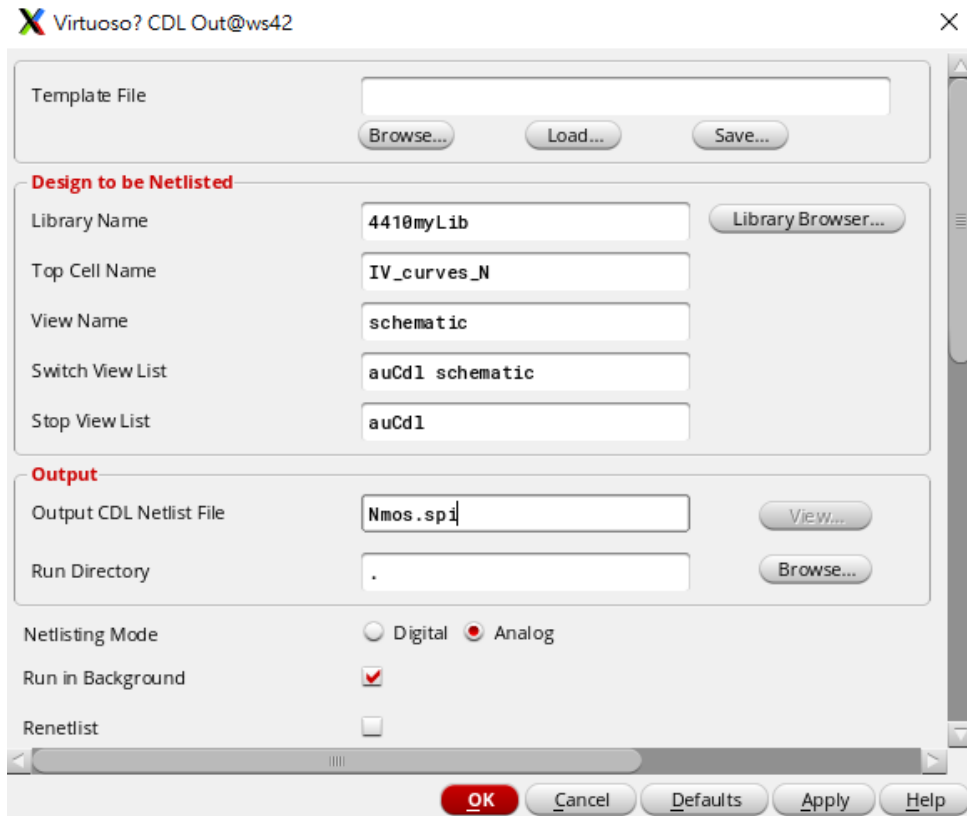 Virtuoso? CDL Out@ws42
Template File
Browse... Load... Save...
Design to be Netlisted
Library Name 4410myLib Library Browser...
Top Cell Name IV_curves_N
View Name schematic
Switch View List auCdl schematic
Stop View List auCdl
Output
Output CDL Netlist File Nmos.spi View...
Run Directory . Browse...
Netlisting Mode Digital Analog
Run in Background
Renetlist
OK Cancel Defaults Apply Help